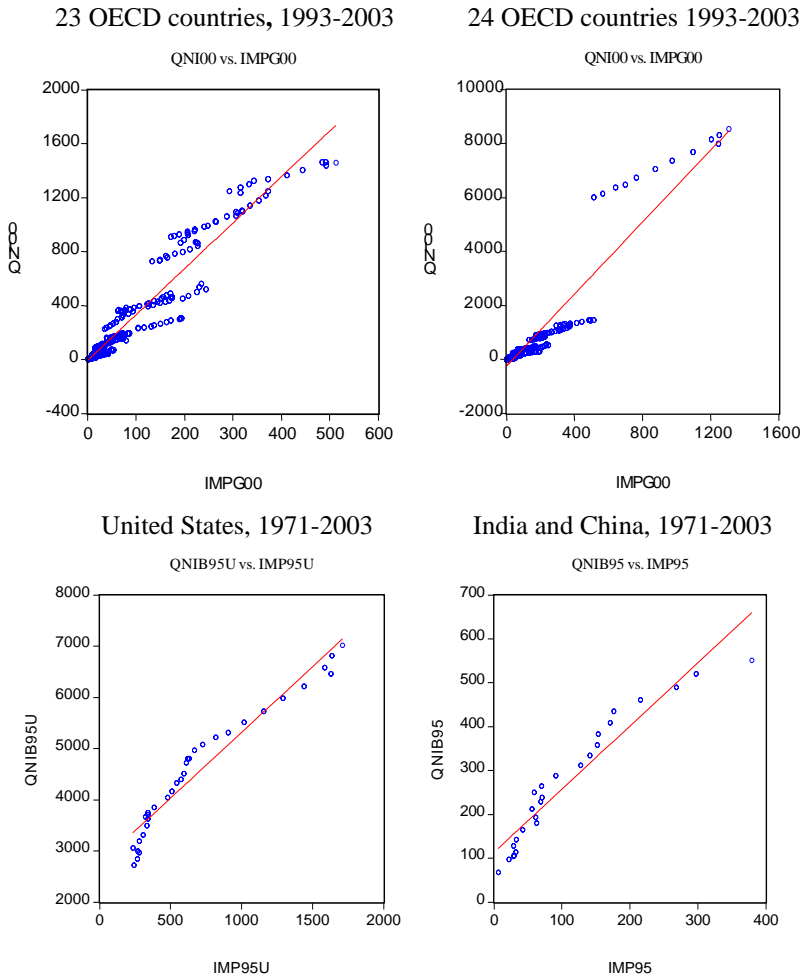 23 OECD countries, 1993-2003
QNI00 vs. IMPG00
2000
1600
1200
800
400
0
-400
QNI00
0 100 200 300 400 500 600
IMPG00
24 OECD countries 1993-2003
QNI00 vs. IMPG00
10000
8000
6000
4000
2000
0
-2000
QNI00
0 400 800 1200 1600
IMPG00
United States, 1971-2003
QNIB95U vs. IMP95U
8000
7000
6000
5000
4000
3000
2000
QNIB95U
0 500 1000 1500 2000
IMP95U
India and China, 1971-2003
QNIB95 vs. IMP95
700
600
500
400
300
200
100
0
QNIB95
0 100 200 300 400
IMP95